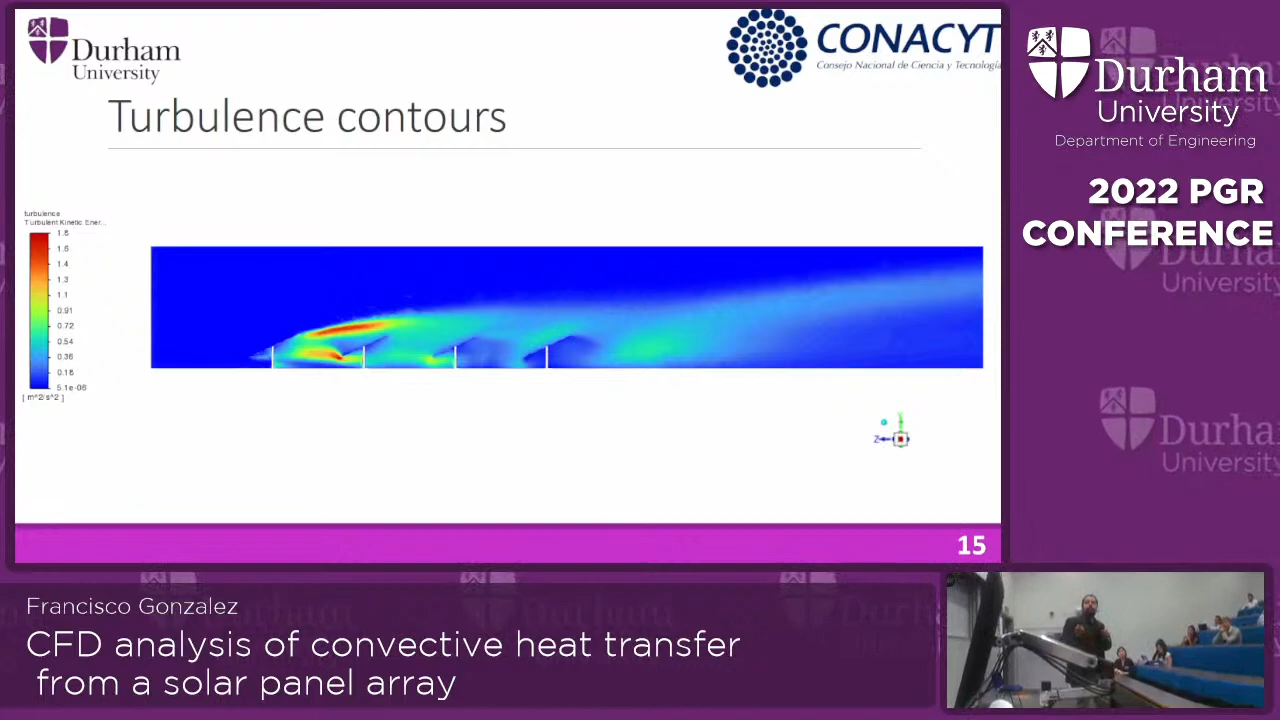 Durham
University
CONACYT
Consejo Nacional de Ciencia y Tecnología
Turbulence contours
turbulence
Turbulent Kinetic Ener...
1.8
1.6
1.4
1.3
1.1
0.91
0.72
0.54
0.36
0.18
5.1e-06
[ m^2/s^2 ]
Y
Z
15
Durham
University
Department of Engineering
2022 PGR
CONFERENCE
Francisco Gonzalez
CFD analysis of convective heat transfer
from a solar panel array